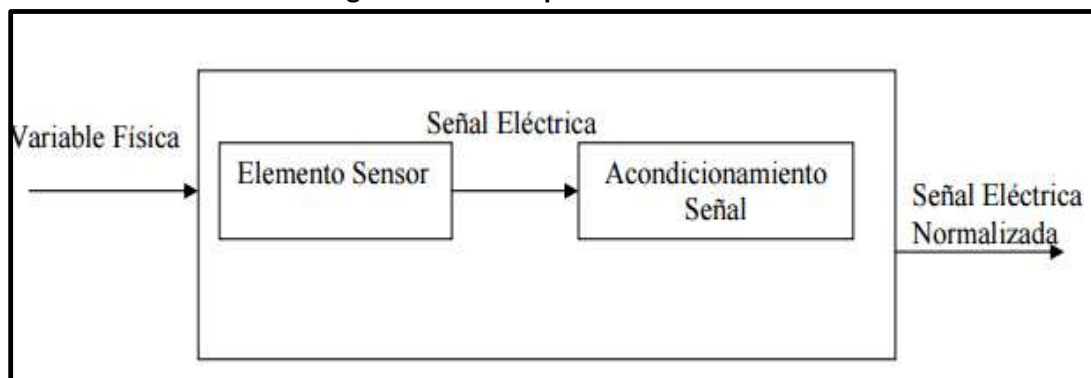 Variable Física
Señal Eléctrica
Elemento Sensor
Acondicionamiento
Señal
Señal Eléctrica
Normalizada